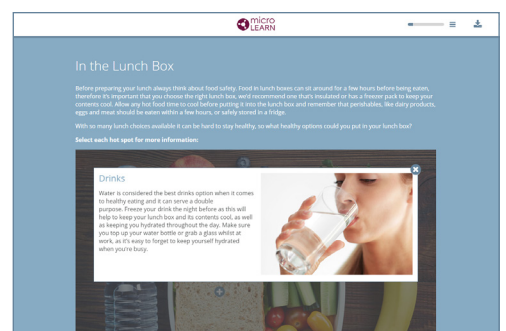 micro
LEARN
In the Lunch Box
Before preparing your lunch always think about food safety. Food in lunch boxes can sit around for a few hours before being eaten,
therefore it's important that you choose the right lunch box, we'd recommend one that's insulated or has a freezer pack to keep your
contents cool. Allow any hot food time to cool before putting it into the lunch box and remember that perishables, like dairy products,
eggs and meat should be eaten within a few hours, or safely stored in a fridge.
With so many lunch choices available it can be hard to stay healthy, so what healthy options could you put in your lunch box?
Select each hot spot for more information:
Drinks
Water is considered the best drinks option when it comes
to healthy eating and it can serve a double
purpose. Freeze your drink the night before as this will
help to keep your lunch box and its contents cool, as well
as keeping you hydrated throughout the day. Make sure
you top up your water bottle or grab a glass whilst at
work, as it's easy to forget to keep yourself hydrated
when you're busy.